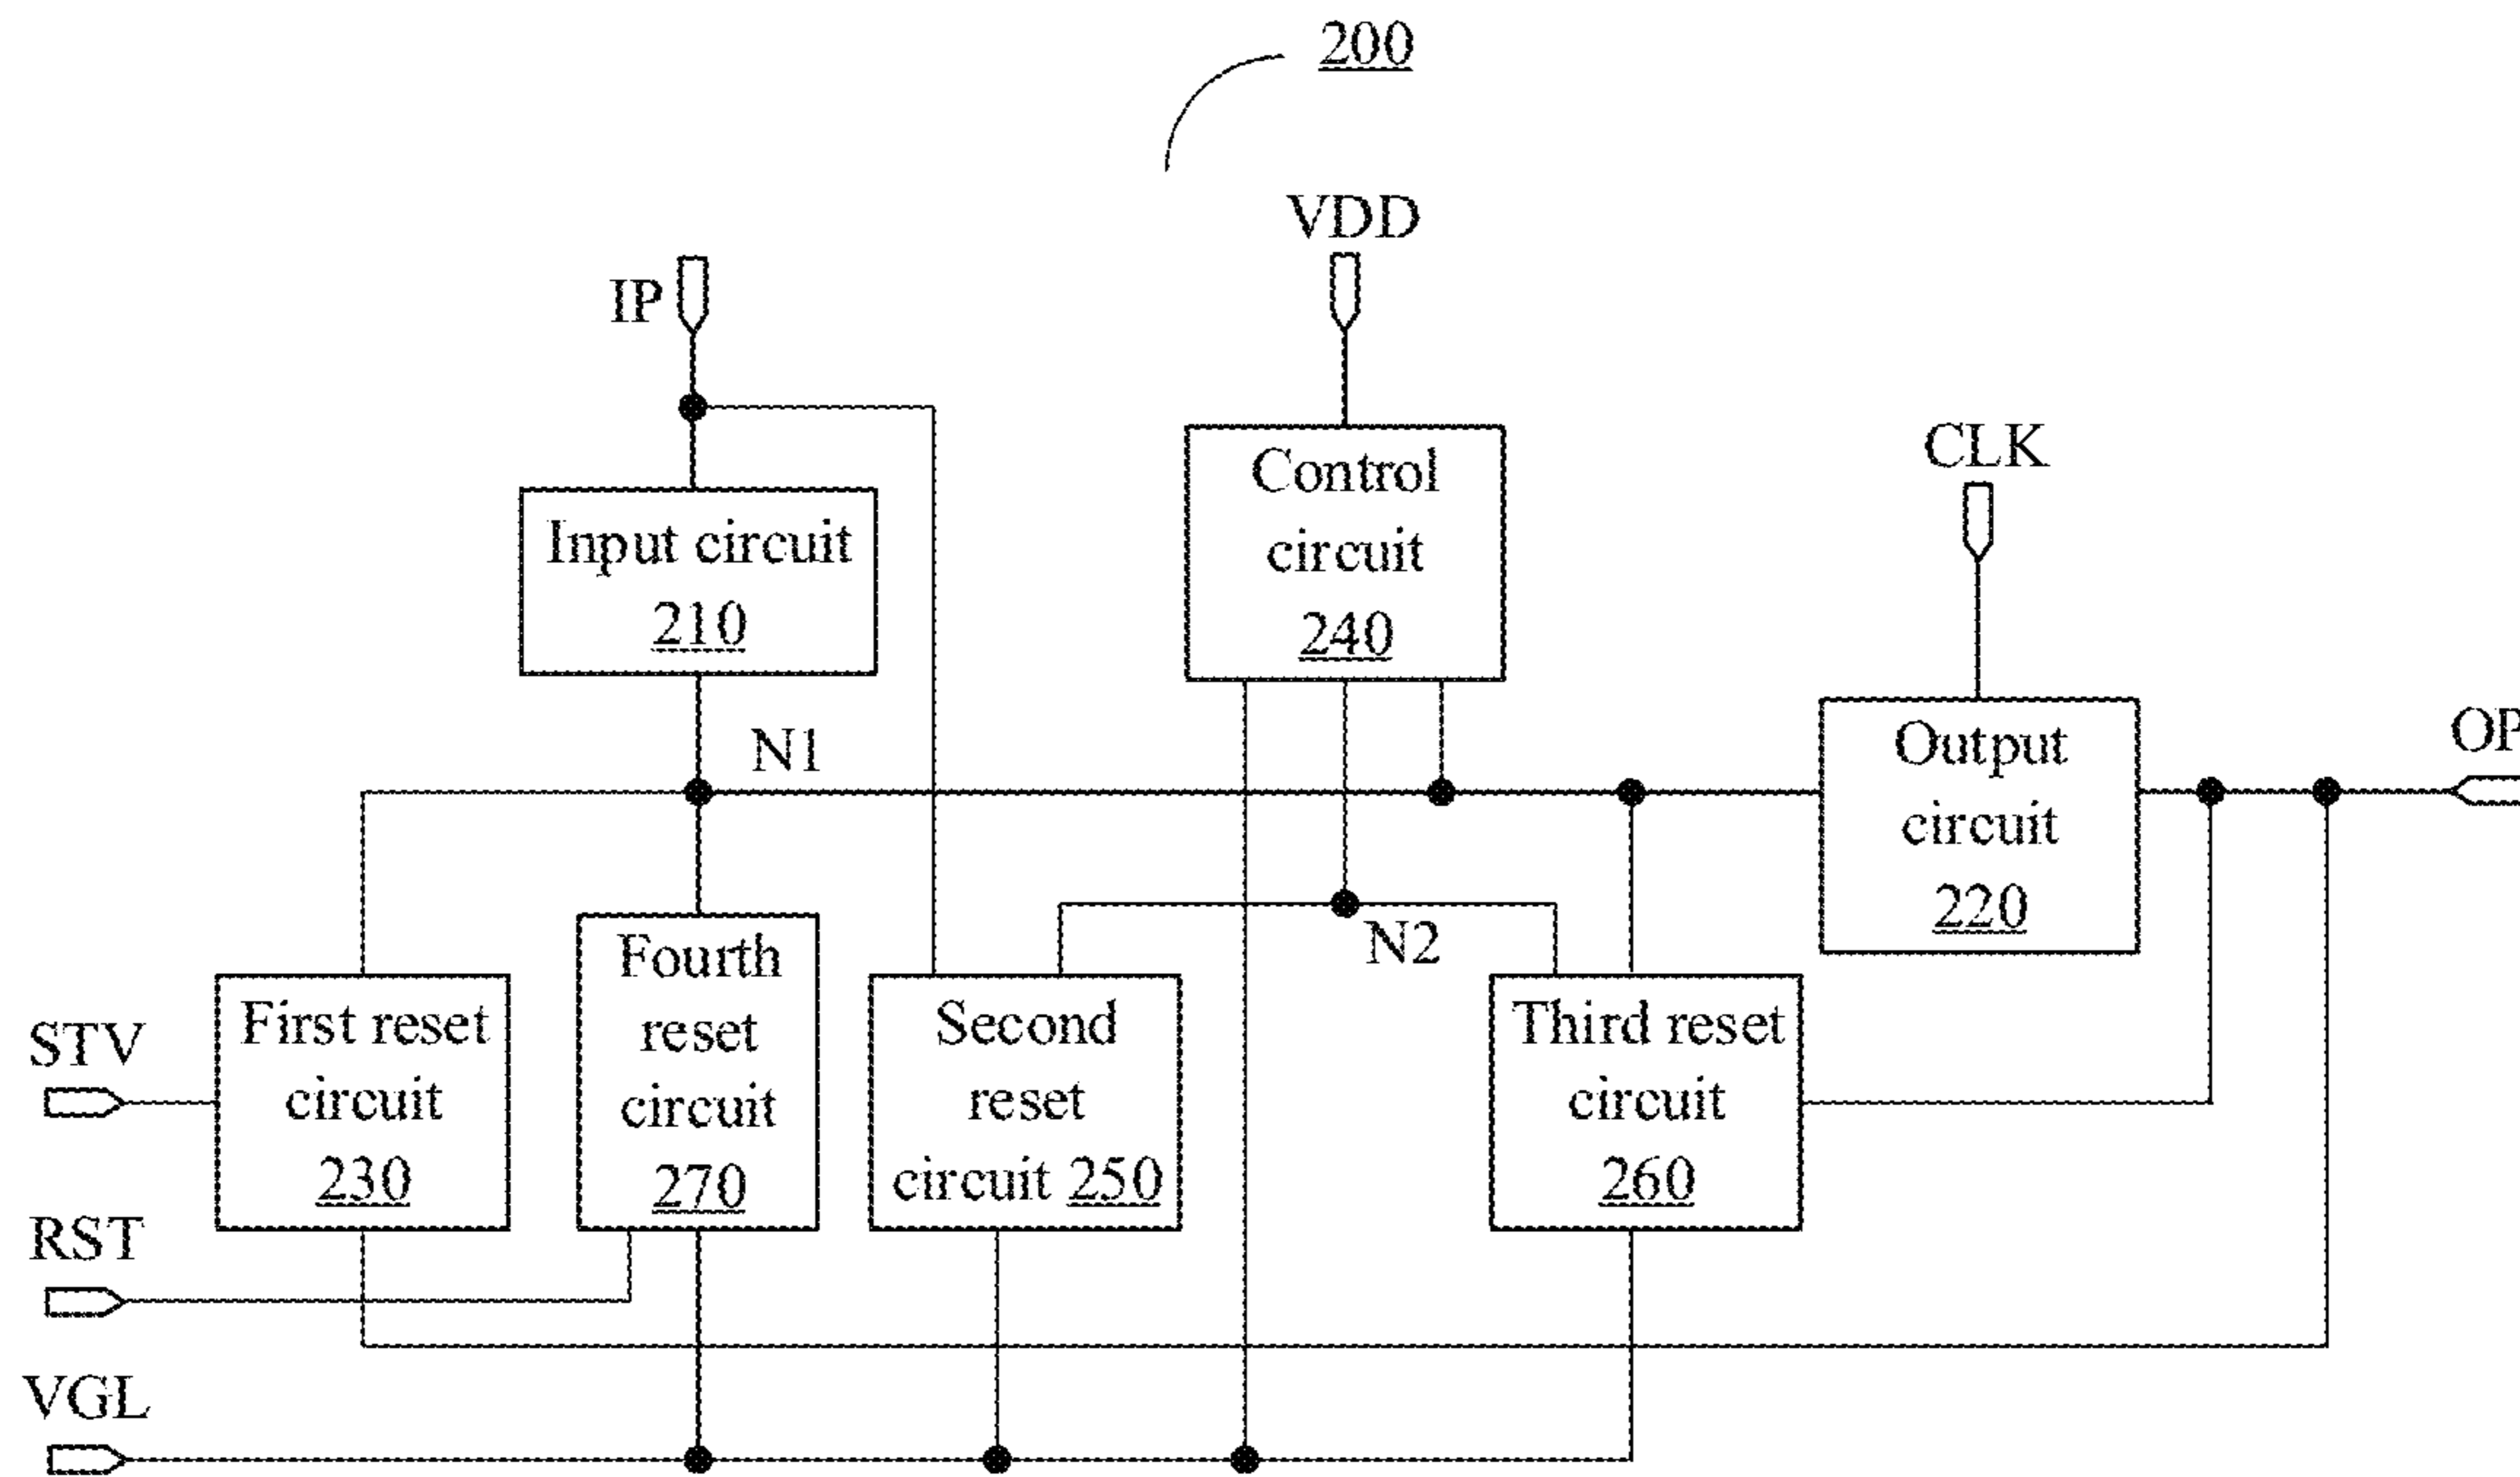 200
VDD
IP
CLK
Control
circuit
240
Input circuit
210
N1
Output
circuit
220
OP
N2
Fourth
reset
circuit
270
First reset
circuit
230
Second
reset
circuit 250
Third reset
circuit
260
STV
RST
VGL